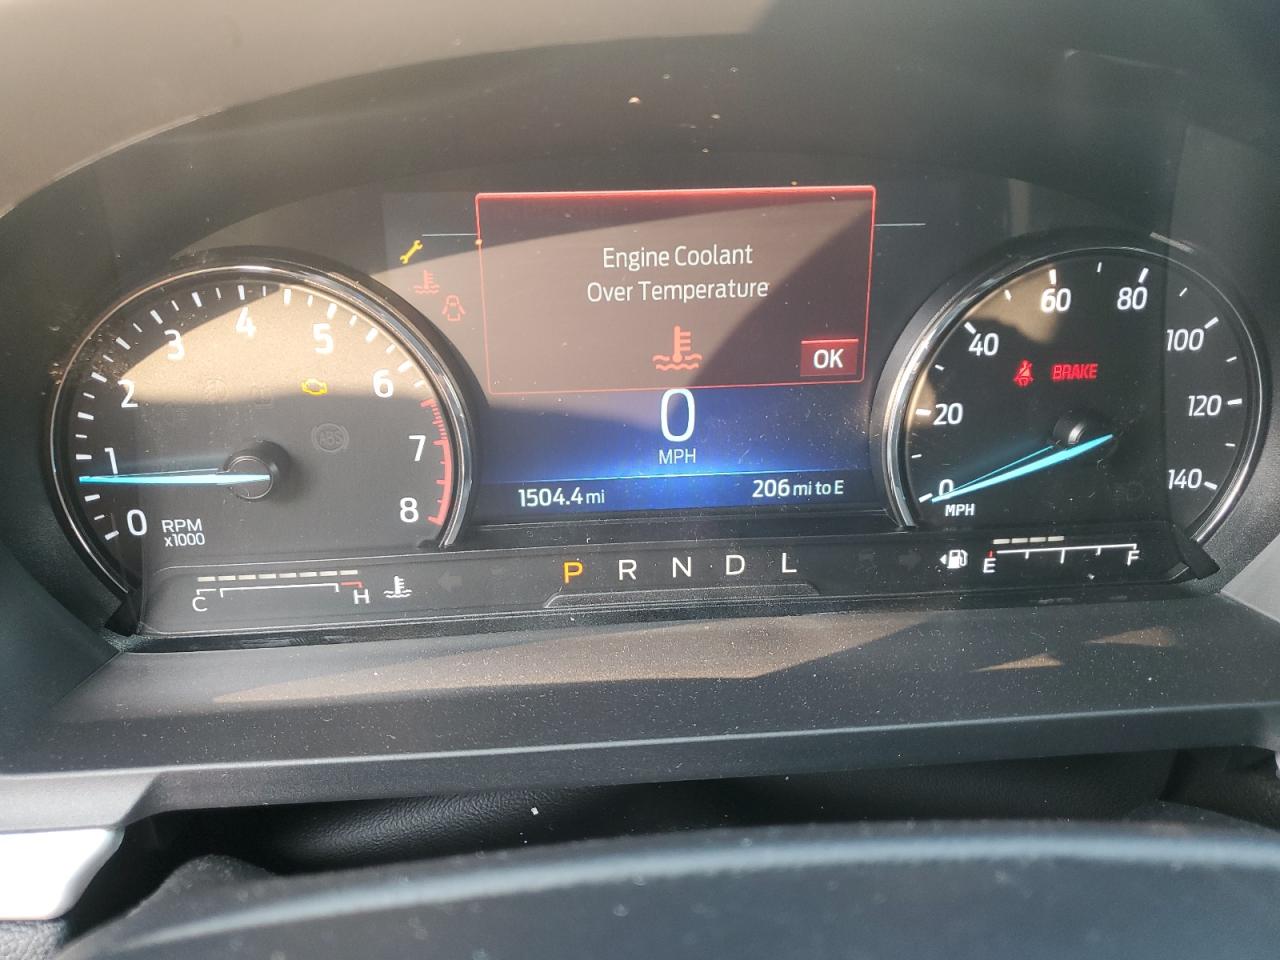 Engine Coolant
Over Temperature
OK
0
MPH
1504.4 mi
206 mi to E
0
1
2
3
4
5
6
7
8
RPM
x1000
ABS
0
20
40
60
80
100
120
140
MPH
BRAKE
C
H
P R N D L
E
F